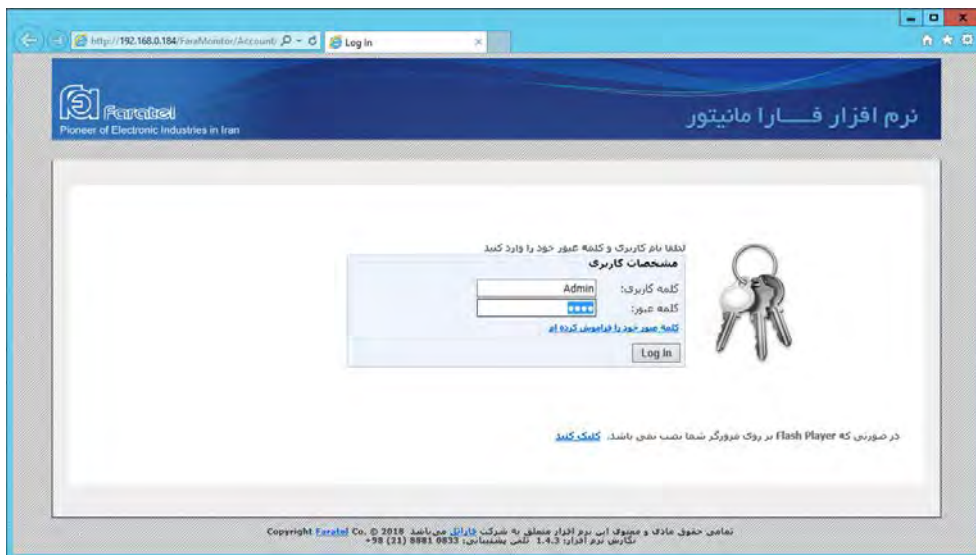 http://192.168.0.184/FaraMonitor/Account/
Log In
Faratel
Pioneer of Electronic Industries in Iran
نرم افزار فــــارا مانیتور
لطفا نام کاربری و کلمه عبور خود را وارد کنید
مشخصات کاربری
کلمه کاربری: Admin
کلمه عبور:
کلمه عبور خود را فراموش کرده ام
Log In
در صورتی که Flash Player بر روی مرورگر شما نصب نمی باشد، کلیک کنید
تمامی حقوق مادی و معنوی این نرم افزار متعلق به شرکت فاراتل می‌باشد Copyright Faratel Co. © 2018
نگارش نرم افزار: 1.4.3 تلفن پشتیبانی: 0833 8881 (21) 98+